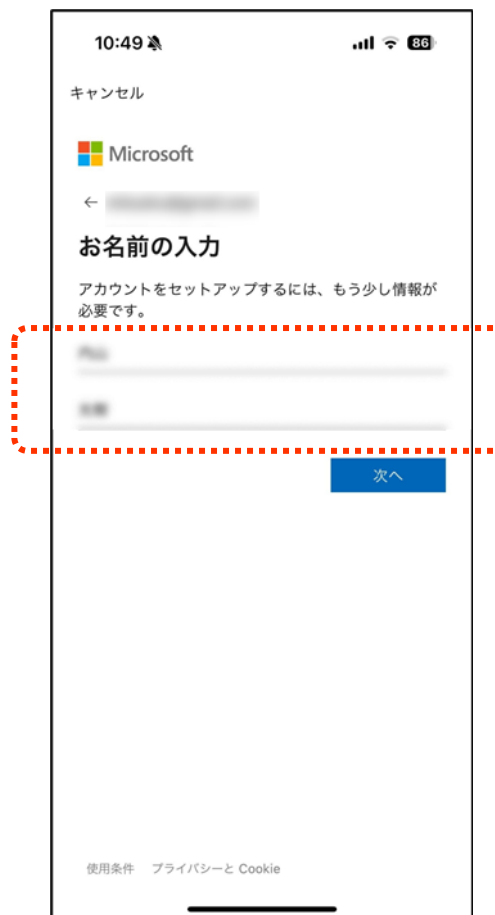 10:49
86
キャンセル
Microsoft
お名前の入力
アカウントをセットアップするには、もう少し情報が
必要です。
次へ
使用条件 プライバシーと Cookie